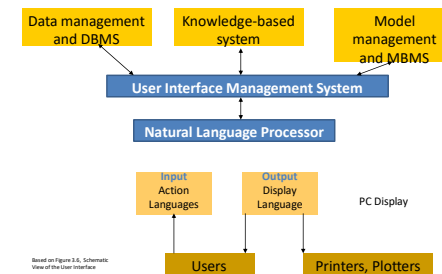 Data management
and DBMS
Knowledge-based
system
Model
management
and MBMS
User Interface Management System
Natural Language Processor
Input
Action
Languages
Output
Display
Language
PC Display
Based on Figure 3.6, Schematic
View of the User Interface
Users
Printers, Plotters